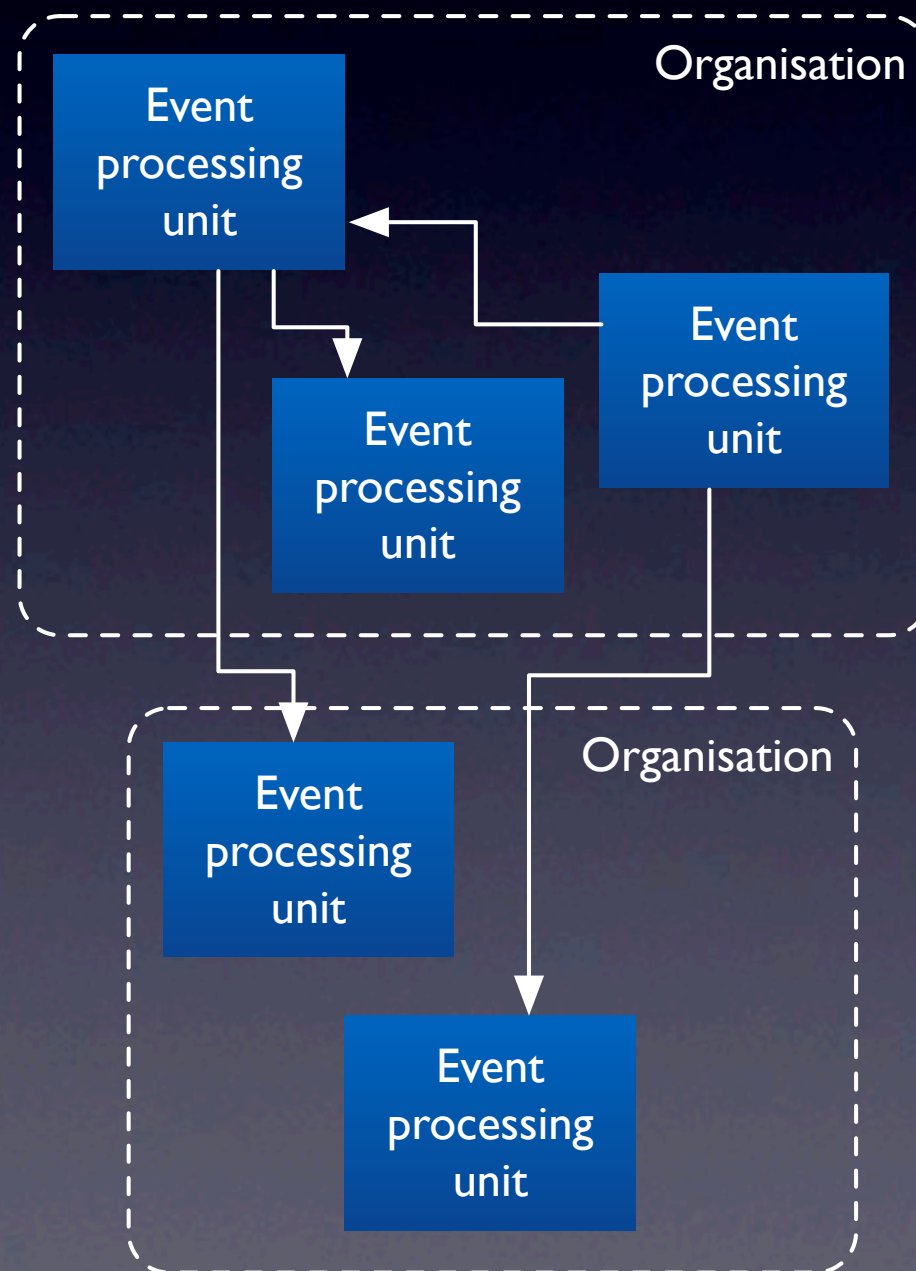 Organisation
Event
processing
unit
Event
processing
unit
Event
processing
unit
Organisation
Event
processing
unit
Event
processing
unit